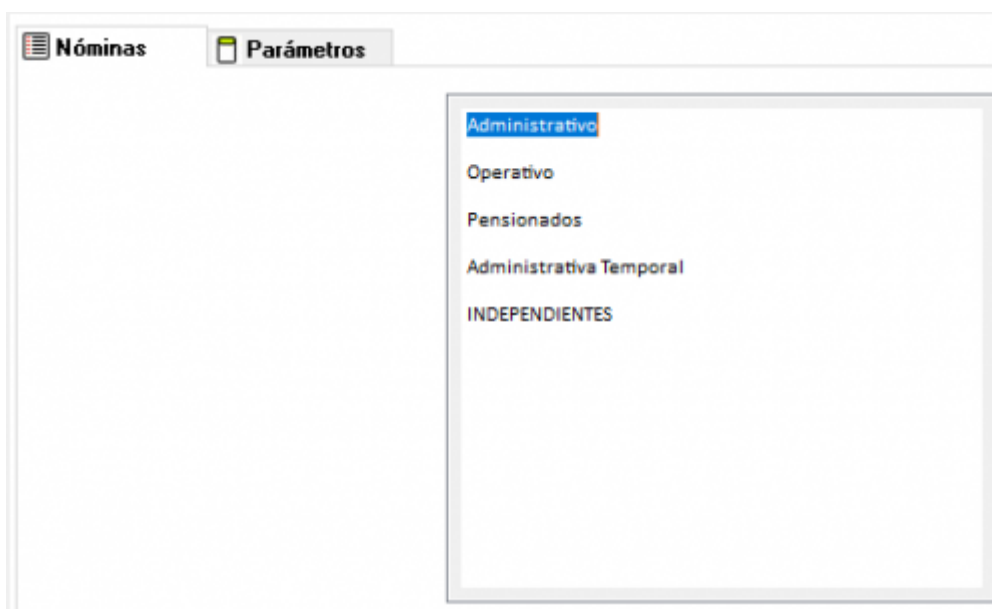 Nóminas Parámetros
Administrativo
Operativo
Pensionados
Administrativa Temporal
INDEPENDIENTES